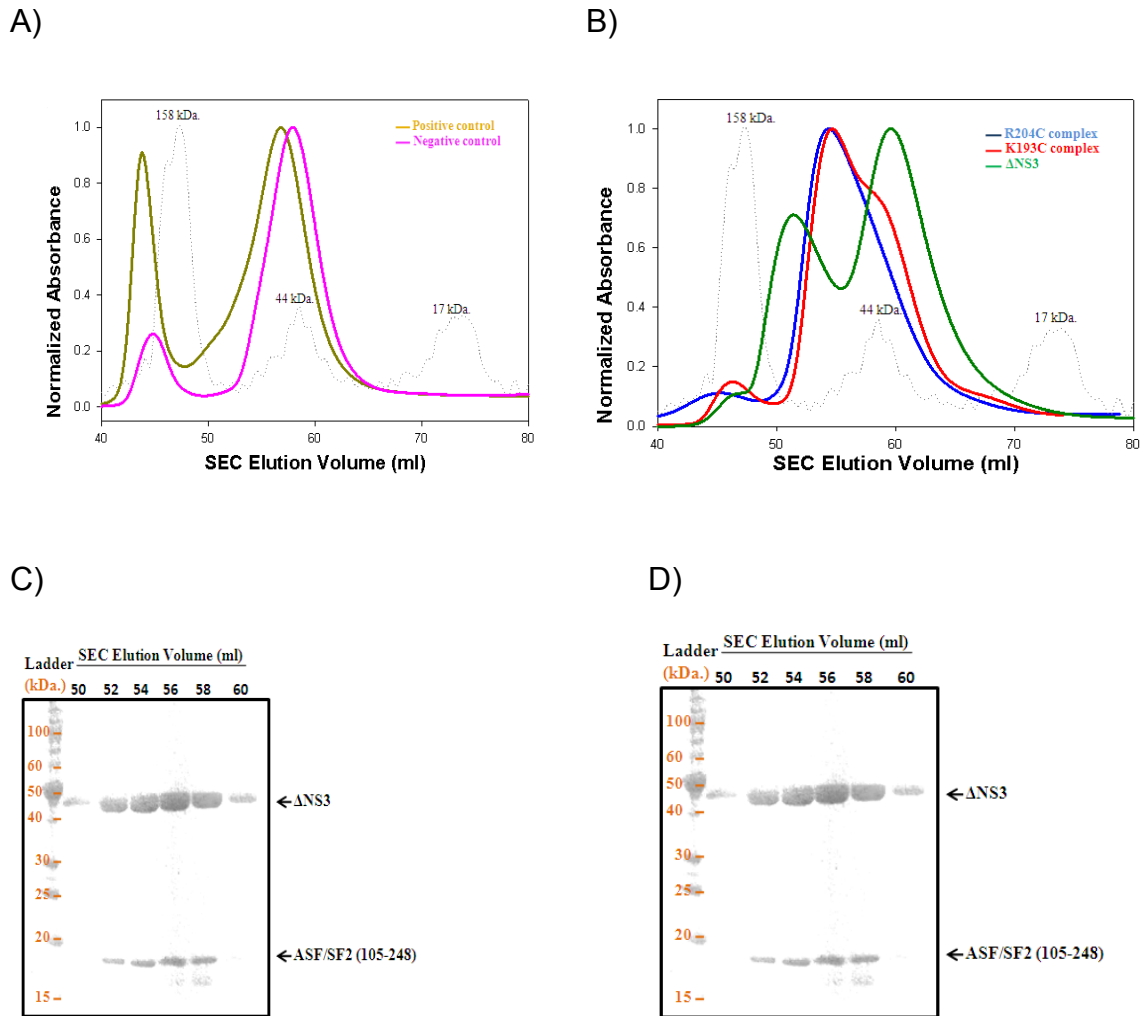 A)
158 kDa.
Positive control
Negative control
44 kDa.
17 kDa.
Normalized Absorbance
1.0
0.8
0.6
0.4
0.2
0.0
40 50 60 70 80
SEC Elution Volume (ml)
B)
158 kDa.
R204C complex
K193C complex
ΔNS3
44 kDa.
17 kDa.
Normalized Absorbance
1.0
0.8
0.6
0.4
0.2
0.0
40 50 60 70 80
SEC Elution Volume (ml)
C)
SEC Elution Volume (ml)
Ladder
(kDa.) 50 52 54 56 58 60
100
60
50
40
30
25
20
15
ΔNS3
ASF/SF2 (105-248)
D)
SEC Elution Volume (ml)
Ladder
(kDa.) 50 52 54 56 58 60
100
60
50
40
30
25
20
15
ΔNS3
ASF/SF2 (105-248)